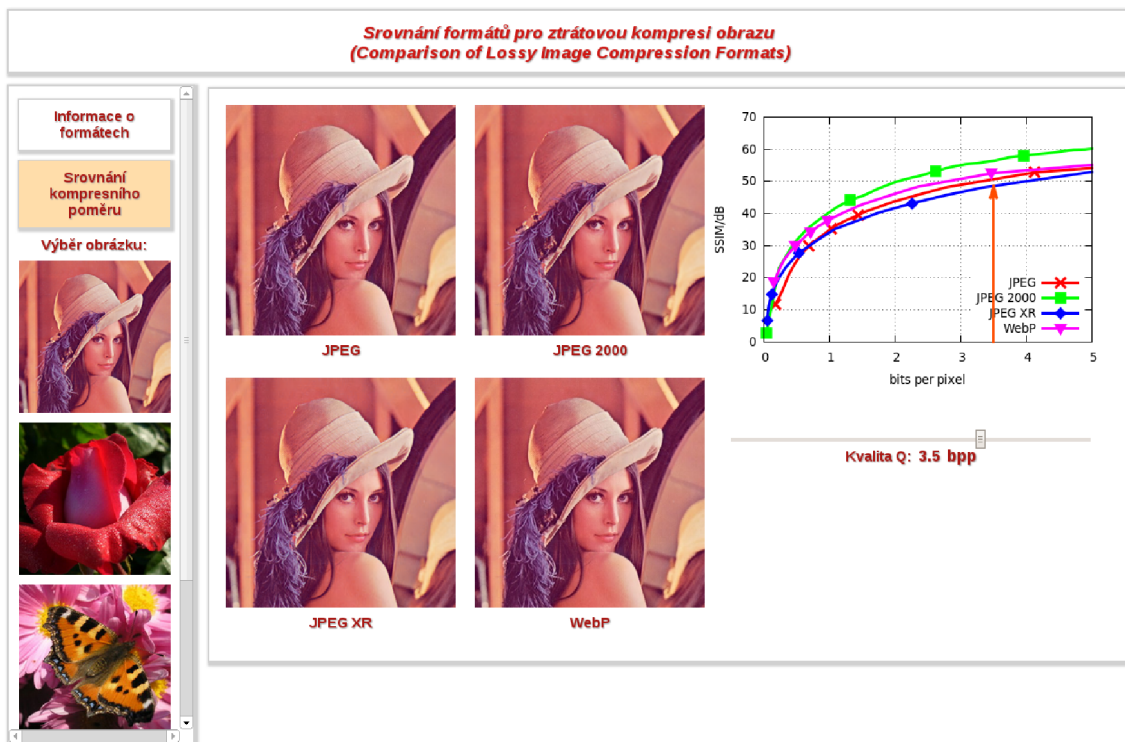 Srovnání formátů pro ztrátovou kompresi obrazu
(Comparison of Lossy Image Compression Formats)
Informace o
formátech
Srovnání
kompresního
poměru
Výběr obrázku:
JPEG
JPEG 2000
JPEG XR
WebP
SSIM/dB
70
60
50
40
30
20
10
0
0 1 2 3 4 5
bits per pixel
JPEG
JPEG 2000
JPEG XR
WebP
Kvalita Q: 3.5 bpp